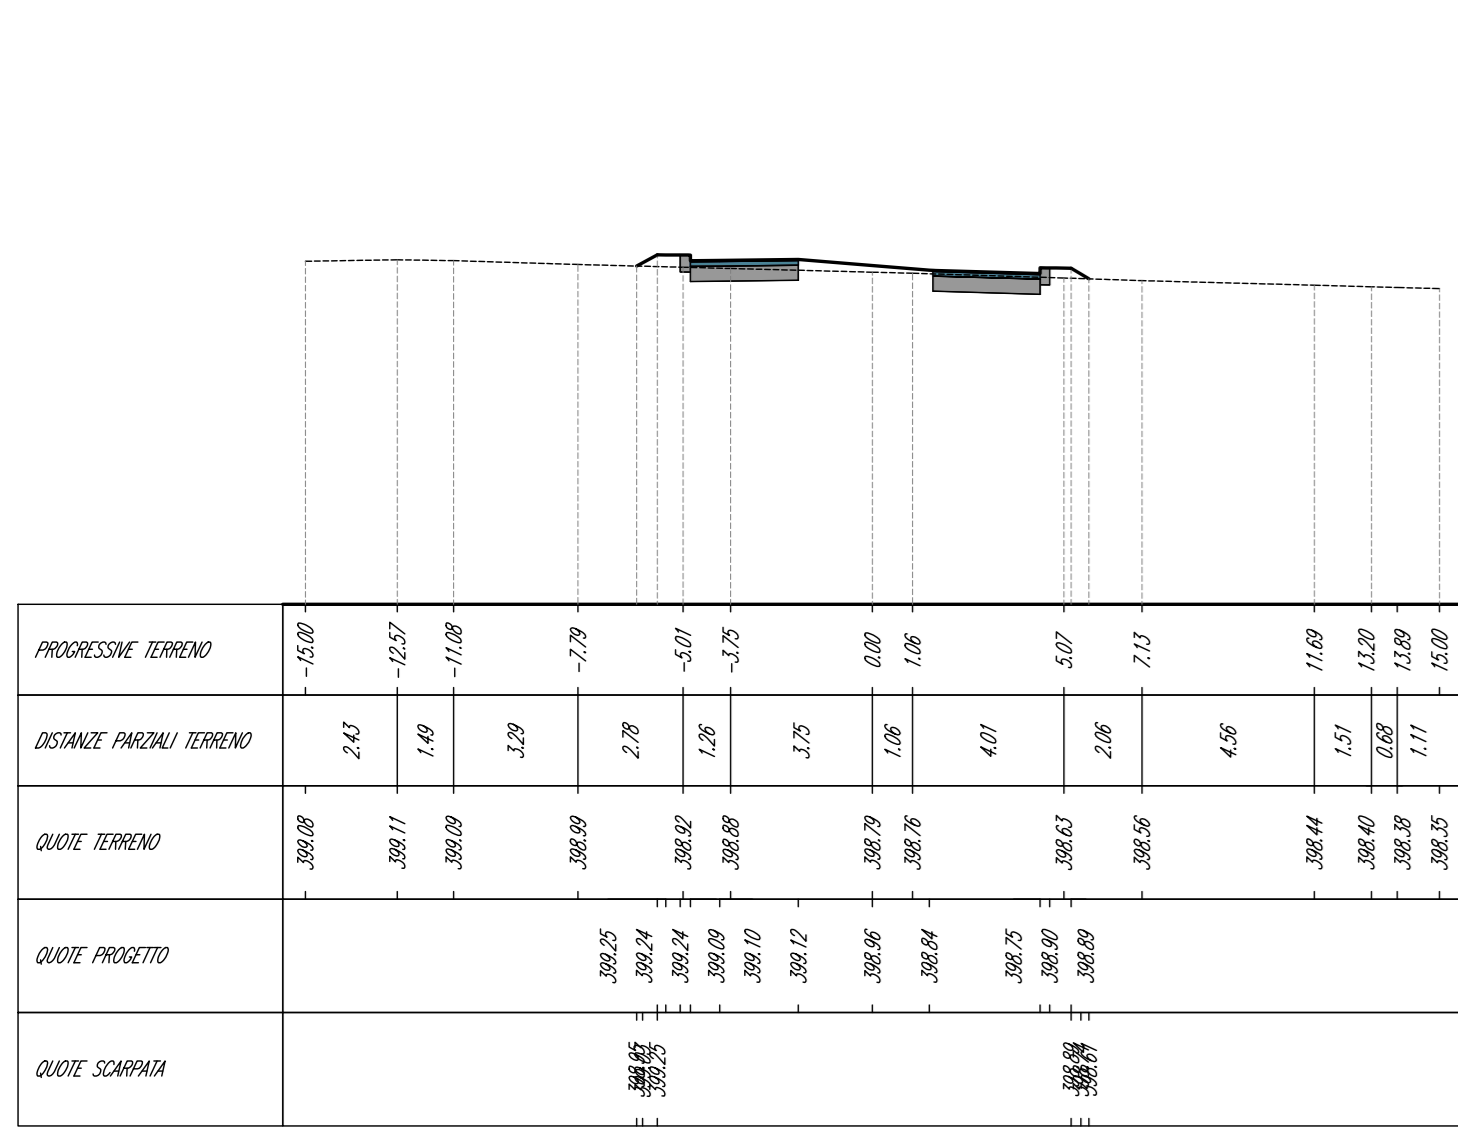 PROGRESSIVE TERRENO -15.00 -12.57 -11.08 -7.79 -5.01 -3.75 0.00 1.06 5.07 7.13 11.69 13.20 13.89 15.00
DISTANZE PARZIALI TERRENO 2.43 1.49 3.29 2.78 1.26 3.75 1.06 4.01 2.06 4.56 1.51 0.68 1.11
QUOTE TERRENO 399.08 399.11 399.09 398.99 398.92 398.88 398.79 398.76 398.63 398.56 398.44 398.40 398.38 398.35
QUOTE PROGETTO 399.25 399.24 399.24 399.09 399.10 399.12 398.96 398.84 398.75 398.90 398.89
QUOTE SCARPATA 398.95 399.25 398.89 398.61